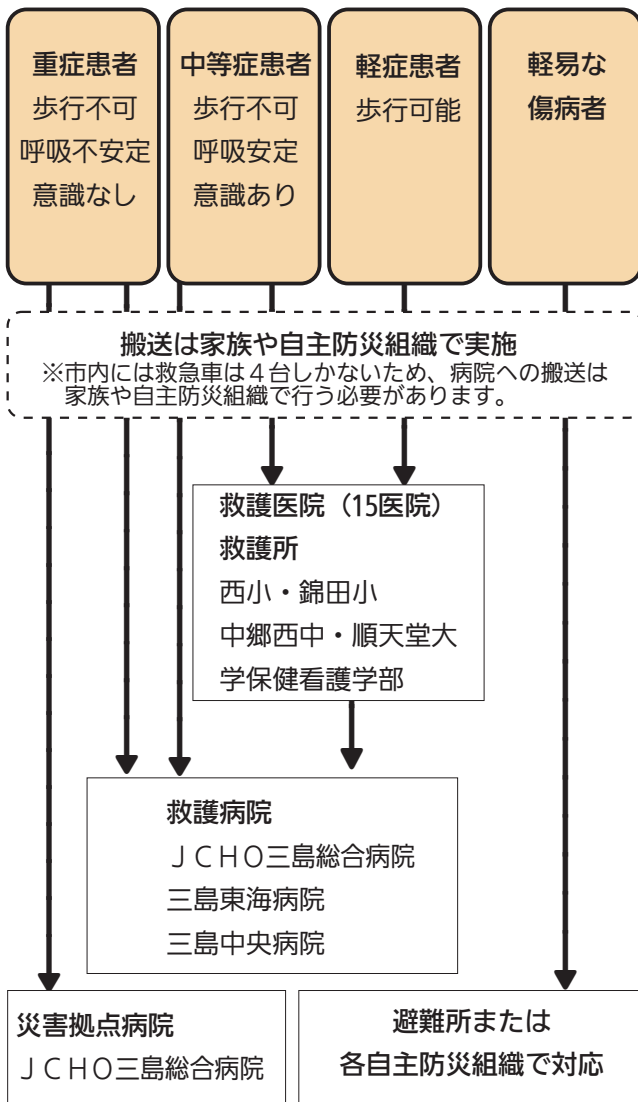 重症患者
歩行不可
呼吸不安定
意識なし
中等症患者
歩行不可
呼吸安定
意識あり
軽症患者
歩行可能
軽易な
傷病者
搬送は家族や自主防災組織で実施
※市内には救急車は４台しかないため、病院への搬送は
家族や自主防災組織で行う必要があります。
救護医院（15医院）
救護所
西小・錦田小
中郷西中・順天堂大
学保健看護学部
救護病院
ＪＣＨＯ三島総合病院
三島東海病院
三島中央病院
災害拠点病院
ＪＣＨＯ三島総合病院
避難所または
各自主防災組織で対応